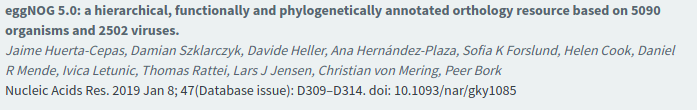 eggNOG 5.0: a hierarchical, functionally and phylogenetically annotated orthology resource based on 5090
organisms and 2502 viruses.
Jaime Huerta-Cepas, Damian Szklarczyk, Davide Heller, Ana Hernández-Plaza, Sofia K Forslund, Helen Cook, Daniel
R Mende, Ivica Letunic, Thomas Rattei, Lars J Jensen, Christian von Mering, Peer Bork
Nucleic Acids Res. 2019 Jan 8; 47(Database issue): D309–D314. doi: 10.1093/nar/gky1085